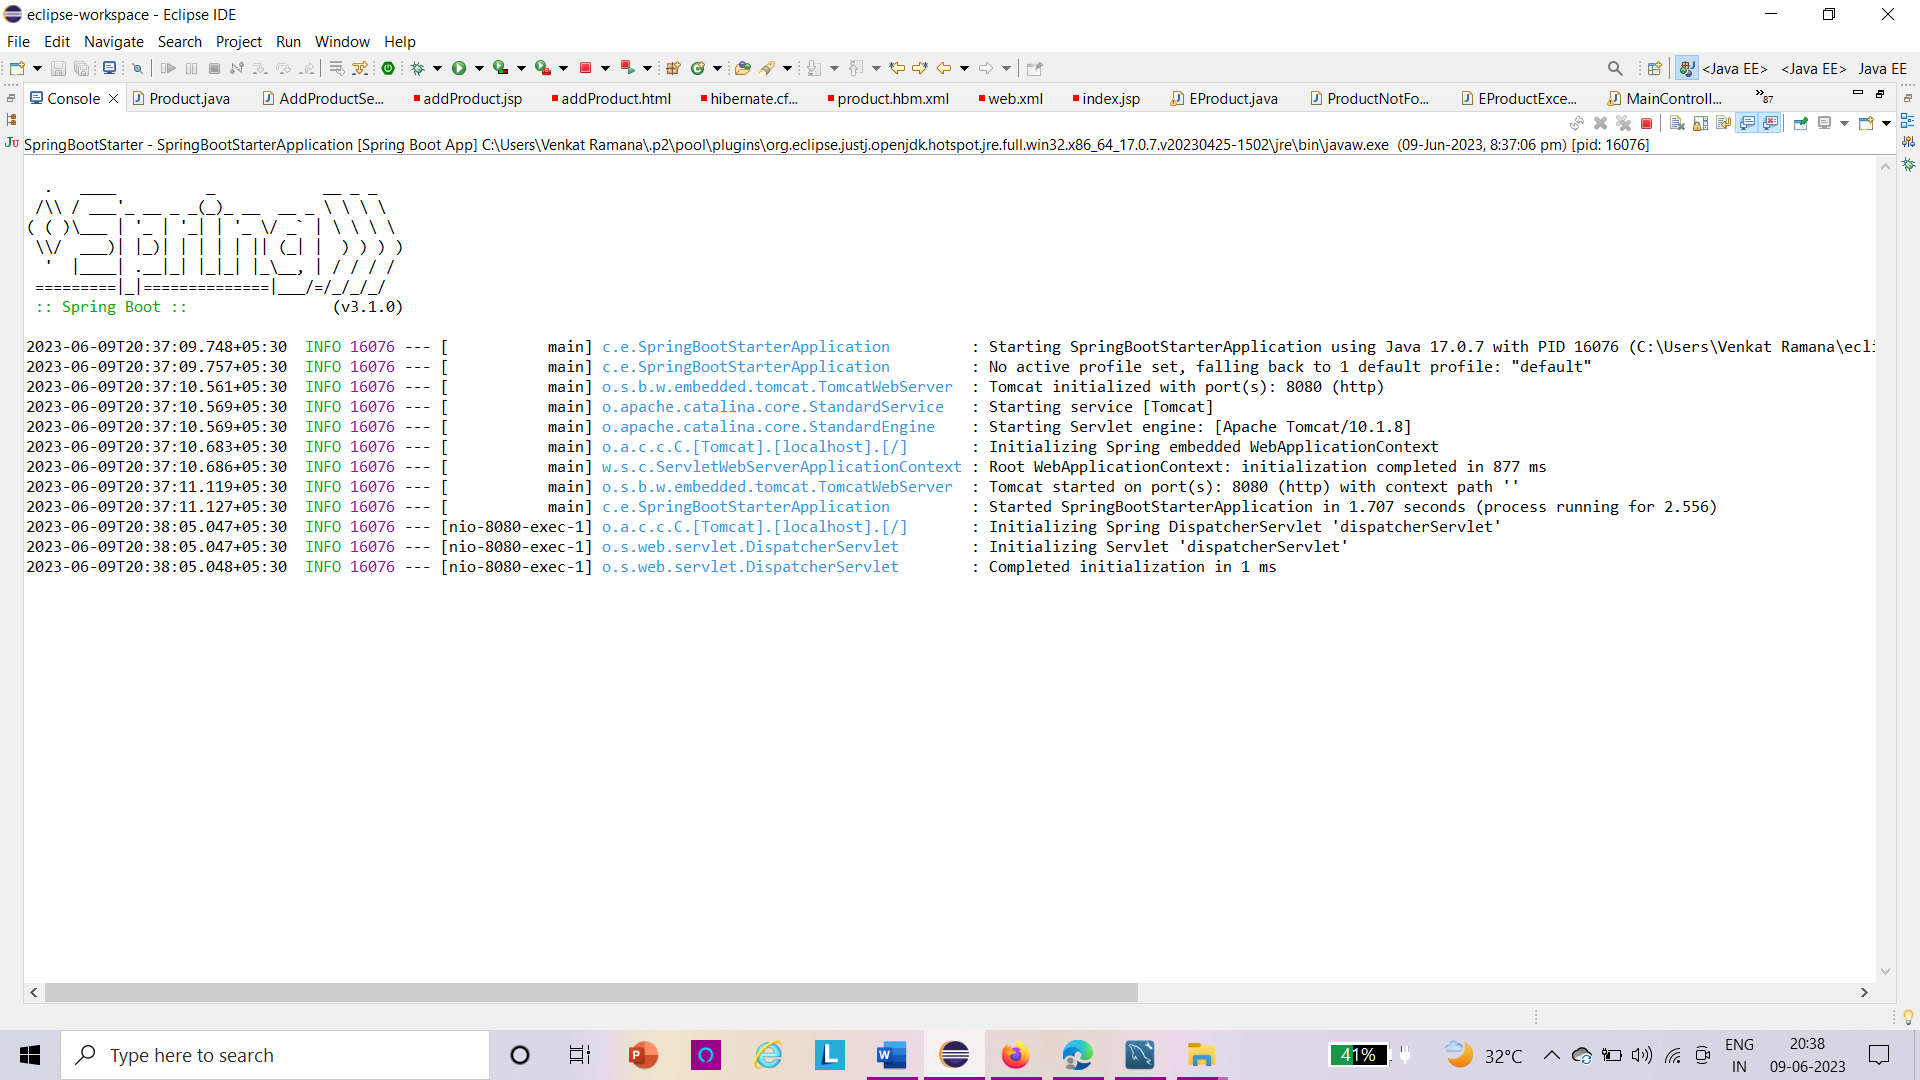 eclipse-workspace - Eclipse IDE
File Edit Navigate Search Project Run Window Help
<Java EE> <Java EE> Java EE
Console Product.java AddProductSe... addProduct.jsp addProduct.html hibernate.cf... product.hbm.xml web.xml index.jsp EProduct.java ProductNotFo... EProductExce... MainControll... »87
SpringBootStarter - SpringBootStarterApplication [Spring Boot App] C:\Users\Venkat Ramana\.p2\pool\plugins\org.eclipse.justj.openjdk.hotspot.jre.full.win32.x86_64_17.0.7.v20230425-1502\jre\bin\javaw.exe (09-Jun-2023, 8:37:06 pm) [pid: 16076]
  .   ____          _            __ _ _
 /\\ / ___'_ __ _ _(_)_ __  __ _ \ \ \ \
( ( )\___ | '_ | '_| | '_ \/ _` | \ \ \ \
 \\/  ___)| |_)| | | | | || (_| |  ) ) ) )
  '  |____| .__|_| |_|_| |_\__, | / / / /
 =========|_|==============|___/=/_/_/_/
 :: Spring Boot ::                (v3.1.0)
2023-06-09T20:37:09.748+05:30  INFO 16076 --- [           main] c.e.SpringBootStarterApplication         : Starting SpringBootStarterApplication using Java 17.0.7 with PID 16076 (C:\Users\Venkat Ramana\ecli
2023-06-09T20:37:09.757+05:30  INFO 16076 --- [           main] c.e.SpringBootStarterApplication         : No active profile set, falling back to 1 default profile: "default"
2023-06-09T20:37:10.561+05:30  INFO 16076 --- [           main] o.s.b.w.embedded.tomcat.TomcatWebServer  : Tomcat initialized with port(s): 8080 (http)
2023-06-09T20:37:10.569+05:30  INFO 16076 --- [           main] o.apache.catalina.core.StandardService   : Starting service [Tomcat]
2023-06-09T20:37:10.569+05:30  INFO 16076 --- [           main] o.apache.catalina.core.StandardEngine    : Starting Servlet engine: [Apache Tomcat/10.1.8]
2023-06-09T20:37:10.683+05:30  INFO 16076 --- [           main] o.a.c.c.C.[Tomcat].[localhost].[/]       : Initializing Spring embedded WebApplicationContext
2023-06-09T20:37:10.686+05:30  INFO 16076 --- [           main] w.s.c.ServletWebServerApplicationContext : Root WebApplicationContext: initialization completed in 877 ms
2023-06-09T20:37:11.119+05:30  INFO 16076 --- [           main] o.s.b.w.embedded.tomcat.TomcatWebServer  : Tomcat started on port(s): 8080 (http) with context path ''
2023-06-09T20:37:11.127+05:30  INFO 16076 --- [           main] c.e.SpringBootStarterApplication         : Started SpringBootStarterApplication in 1.707 seconds (process running for 2.556)
2023-06-09T20:38:05.047+05:30  INFO 16076 --- [nio-8080-exec-1] o.a.c.c.C.[Tomcat].[localhost].[/]       : Initializing Spring DispatcherServlet 'dispatcherServlet'
2023-06-09T20:38:05.047+05:30  INFO 16076 --- [nio-8080-exec-1] o.s.web.servlet.DispatcherServlet        : Initializing Servlet 'dispatcherServlet'
2023-06-09T20:38:05.048+05:30  INFO 16076 --- [nio-8080-exec-1] o.s.web.servlet.DispatcherServlet        : Completed initialization in 1 ms
Type here to search
41%
32°C
ENG
IN
20:38
09-06-2023